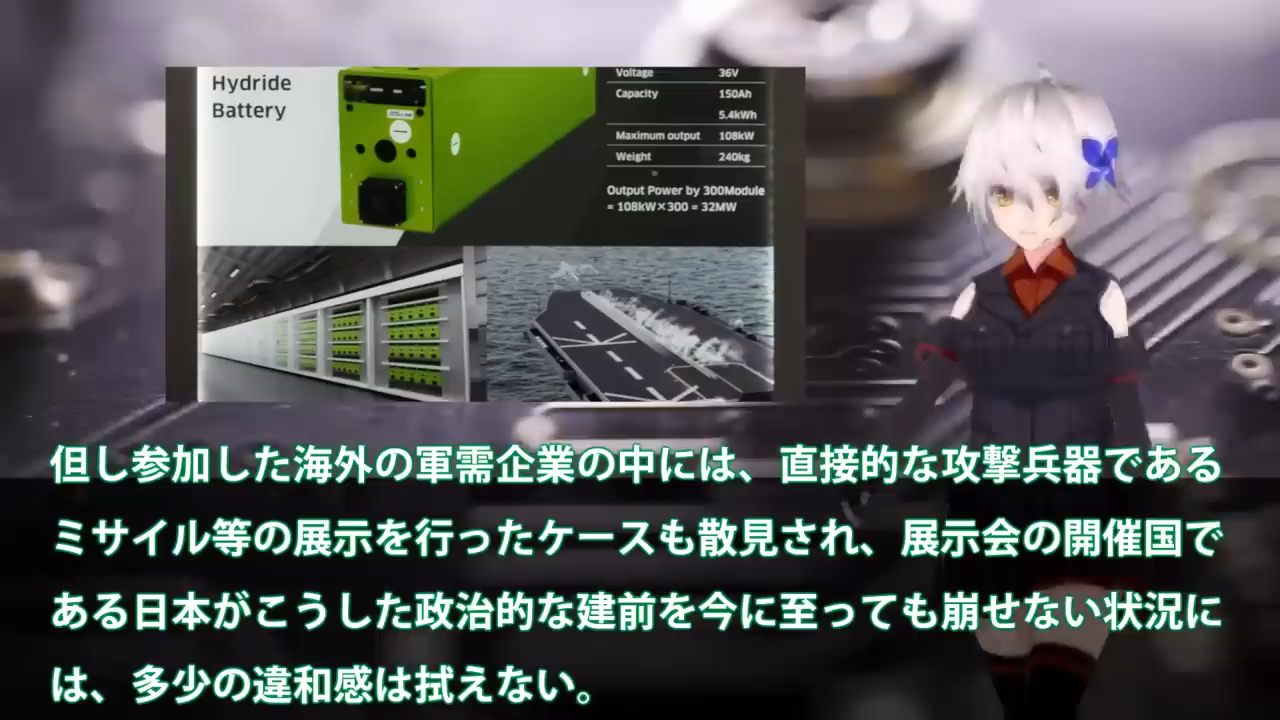 Hydride
Battery
Voltage 36V
Capacity 150Ah
5.4kWh
Maximum output 108kW
Weight 240kg
Output Power by 300Module
= 108kW×300 = 32MW
但し参加した海外の軍需企業の中には、直接的な攻撃兵器である
ミサイル等の展示を行ったケースも散見され、展示会の開催国で
ある日本がこうした政治的な建前を今に至っても崩せない状況に
は、多少の違和感は拭えない。